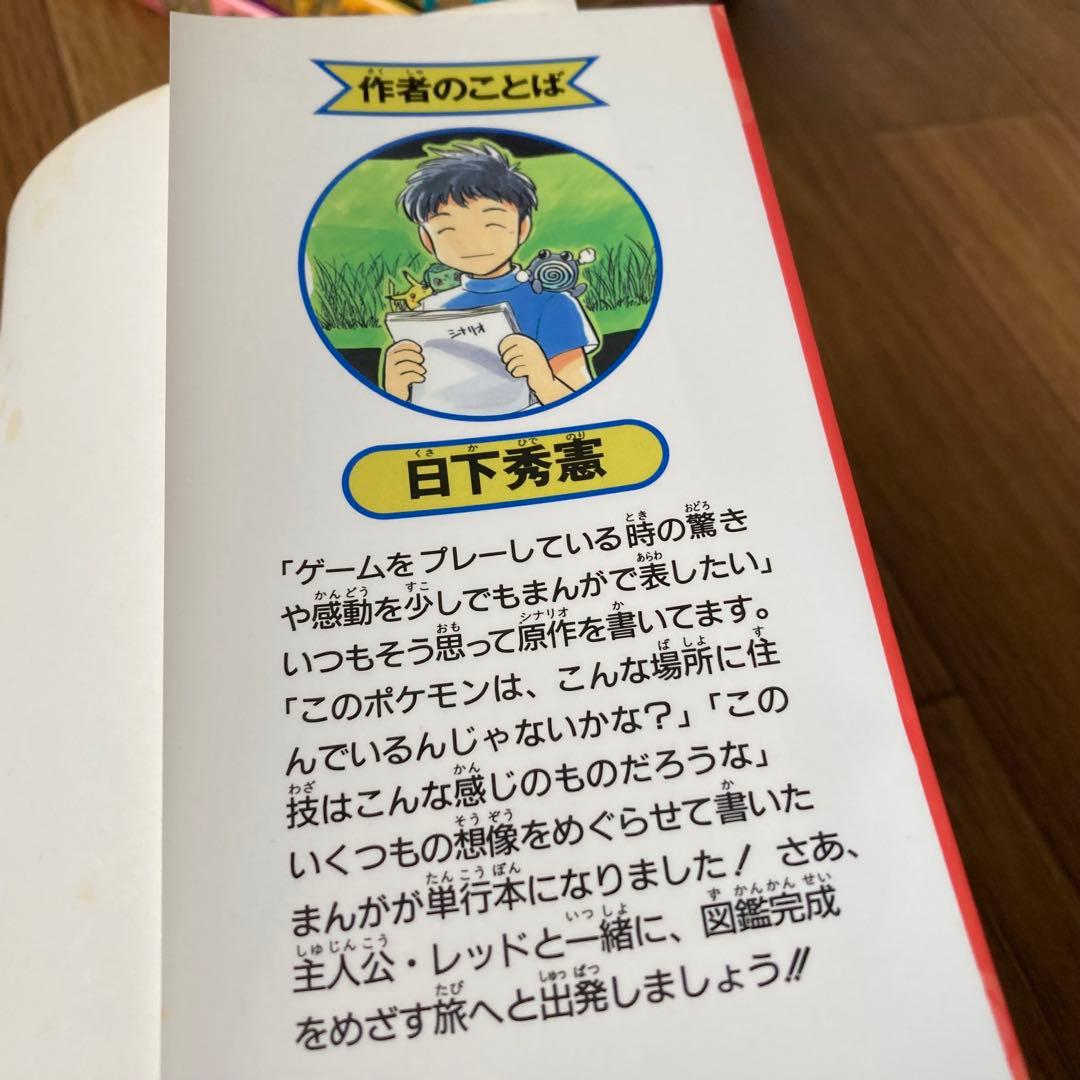 作者のことば
シナリオ
日下秀憲
「ゲームをプレーしている時の驚き
や感動を少しでもまんがで表したい」
いつもそう思って原作を書いてます。
「このポケモンは、こんな場所に住
んでいるんじゃないかな？」「この
技はこんな感じのものだろうな」
いくつもの想像をめぐらせて書いた
まんがが単行本になりました！ さあ、
主人公・レッドと一緒に、図鑑完成
をめざす旅へと出発しましょう!!